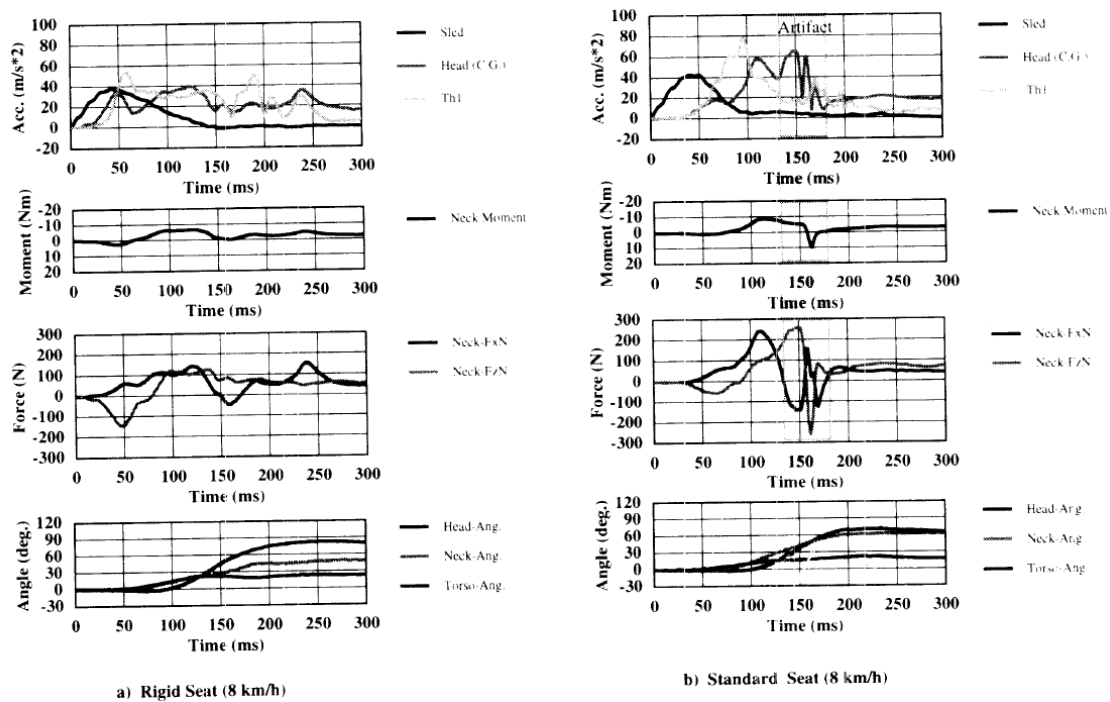 100
80
60
40
20
0
-20
Acc. (m/s*2)
0 50 100 150 200 250 300
Time (ms)
Sled
Head (C.G.)
Th1
-20
-10
0
10
20
Moment (Nm)
0 50 100 150 200 250 300
Time (ms)
Neck Moment
300
200
100
0
-100
-200
-300
Force (N)
0 50 100 150 200 250 300
Time (ms)
Neck-FxN
Neck-FzN
120
90
60
30
0
-30
Angle (deg.)
0 50 100 150 200 250 300
Time (ms)
Head-Ang.
Neck-Ang.
Torso-Ang.
a) Rigid Seat (8 km/h)
100
80
60
40
20
0
-20
Acc. (m/s*2)
Artifact
0 50 100 150 200 250 300
Time (ms)
Sled
Head (C.G.)
Th1
-20
-10
0
10
20
Moment (Nm)
0 50 100 150 200 250 300
Time (ms)
Neck Moment
300
200
100
0
-100
-200
-300
Force (N)
0 50 100 150 200 250 300
Time (ms)
Neck-FxN
Neck-FzN
120
90
60
30
0
-30
Angle (deg.)
0 50 100 150 200 250 300
Time (ms)
Head-Arg
Neck-Ang.
Torso-Ang
b) Standard Seat (8 km/h)